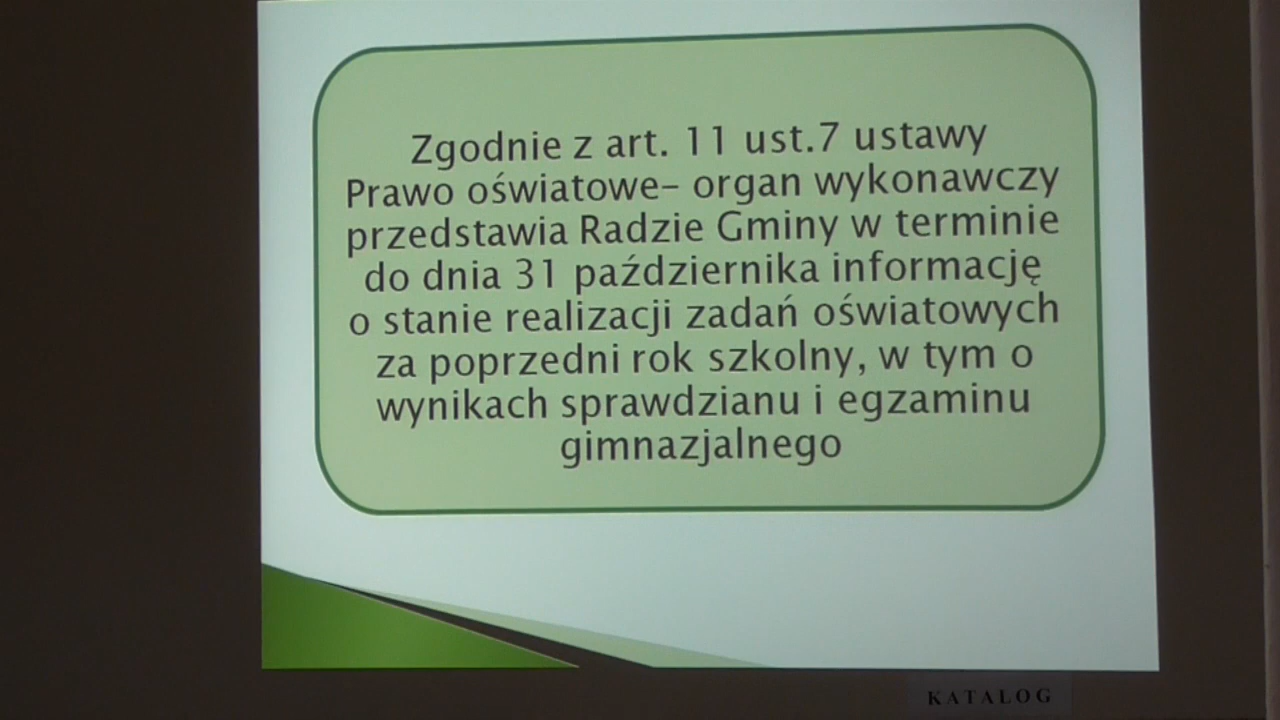 Zgodnie z art. 11 ust.7 ustawy
Prawo oświatowe– organ wykonawczy
przedstawia Radzie Gminy w terminie
do dnia 31 października informację
o stanie realizacji zadań oświatowych
za poprzedni rok szkolny, w tym o
wynikach sprawdzianu i egzaminu
gimnazjalnego
KATALOG